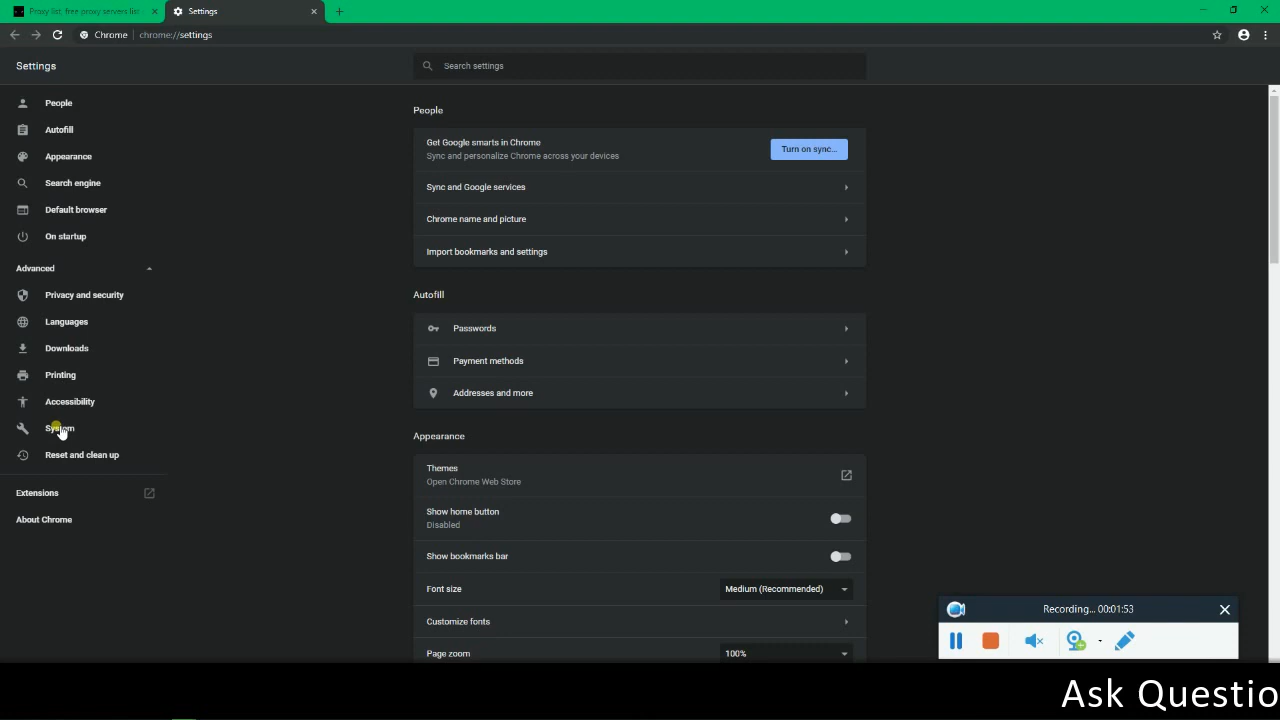 Proxy list, free proxy servers list
Settings
Chrome
chrome://settings
Settings
Search settings
People
Autofill
Appearance
Search engine
Default browser
On startup
Advanced
Privacy and security
Languages
Downloads
Printing
Accessibility
System
Reset and clean up
Extensions
About Chrome
People
Get Google smarts in Chrome
Sync and personalize Chrome across your devices
Turn on sync...
Sync and Google services
Chrome name and picture
Import bookmarks and settings
Autofill
Passwords
Payment methods
Addresses and more
Appearance
Themes
Open Chrome Web Store
Show home button
Disabled
Show bookmarks bar
Font size
Medium (Recommended)
Customize fonts
Page zoom
100%
Recording... 00:01:53
Ask Questio